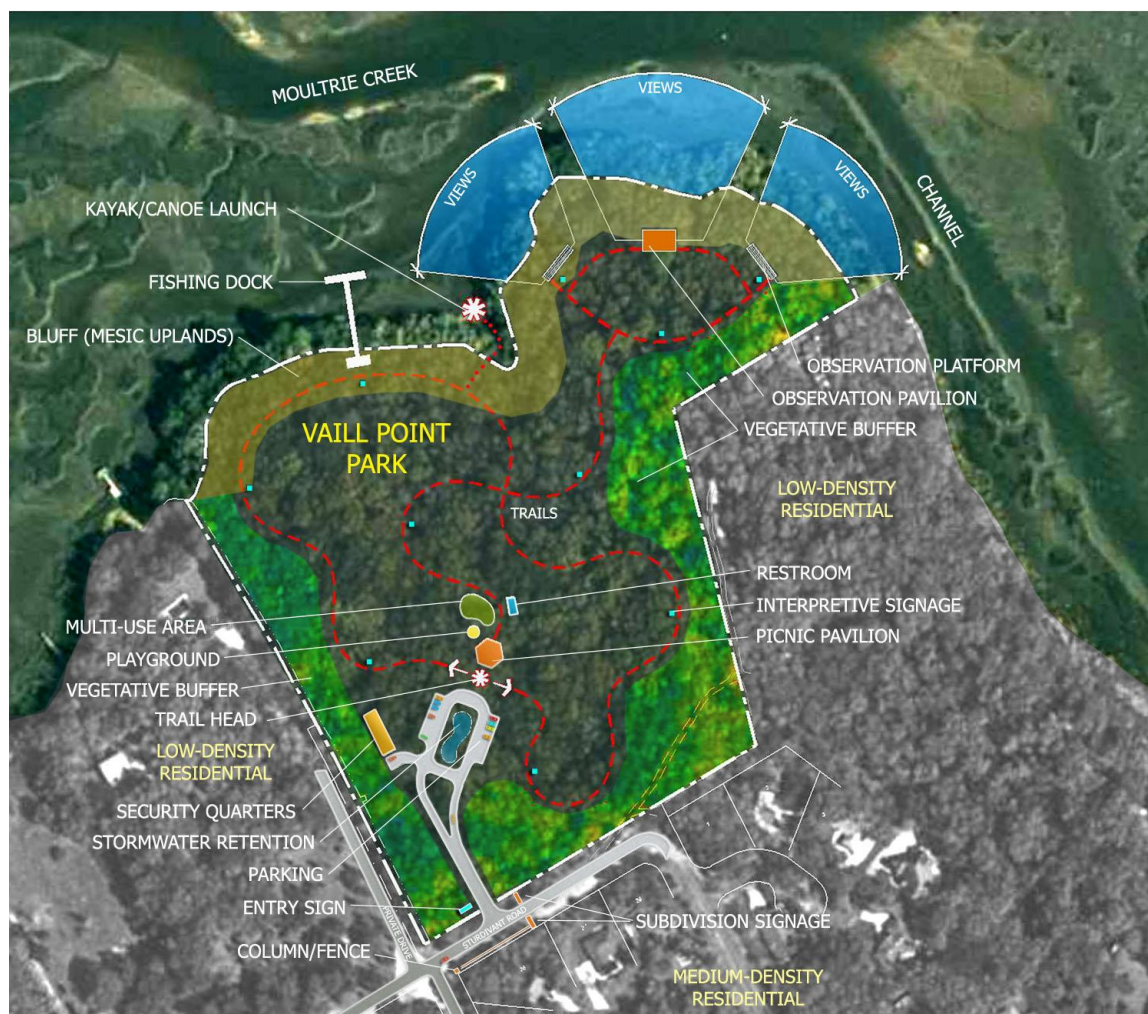 MOULTRIE CREEK
VIEWS
VIEWS
VIEWS
CHANNEL
KAYAK/CANOE LAUNCH
FISHING DOCK
BLUFF (MESIC UPLANDS)
OBSERVATION PLATFORM
OBSERVATION PAVILION
VEGETATIVE BUFFER
VAILL POINT
PARK
LOW-DENSITY
RESIDENTIAL
TRAILS
RESTROOM
INTERPRETIVE SIGNAGE
PICNIC PAVILION
MULTI-USE AREA
PLAYGROUND
VEGETATIVE BUFFER
TRAIL HEAD
LOW-DENSITY
RESIDENTIAL
SECURITY QUARTERS
STORMWATER RETENTION
PARKING
ENTRY SIGN
COLUMN/FENCE
PRIVATE DRIVE
STURDIVANT ROAD
SUBDIVISION SIGNAGE
MEDIUM-DENSITY
RESIDENTIAL